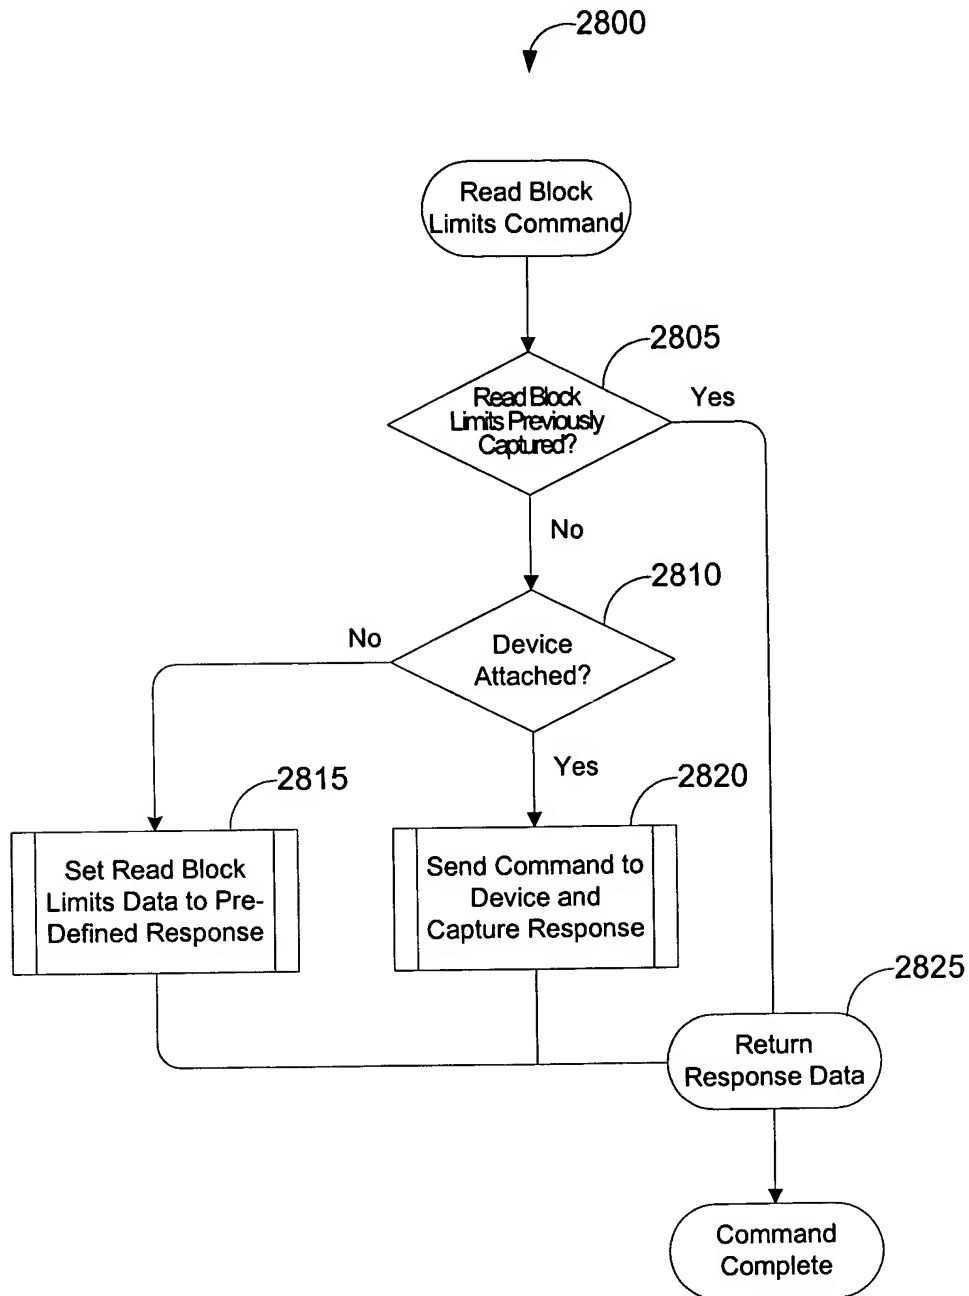 2800
Read Block
Limits Command
2805
Read Block
Limits Previously
Captured?
Yes
No
2810
Device
Attached?
No
Yes
2815
Set Read Block
Limits Data to Pre-
Defined Response
2820
Send Command to
Device and
Capture Response
2825
Return
Response Data
Command
Complete